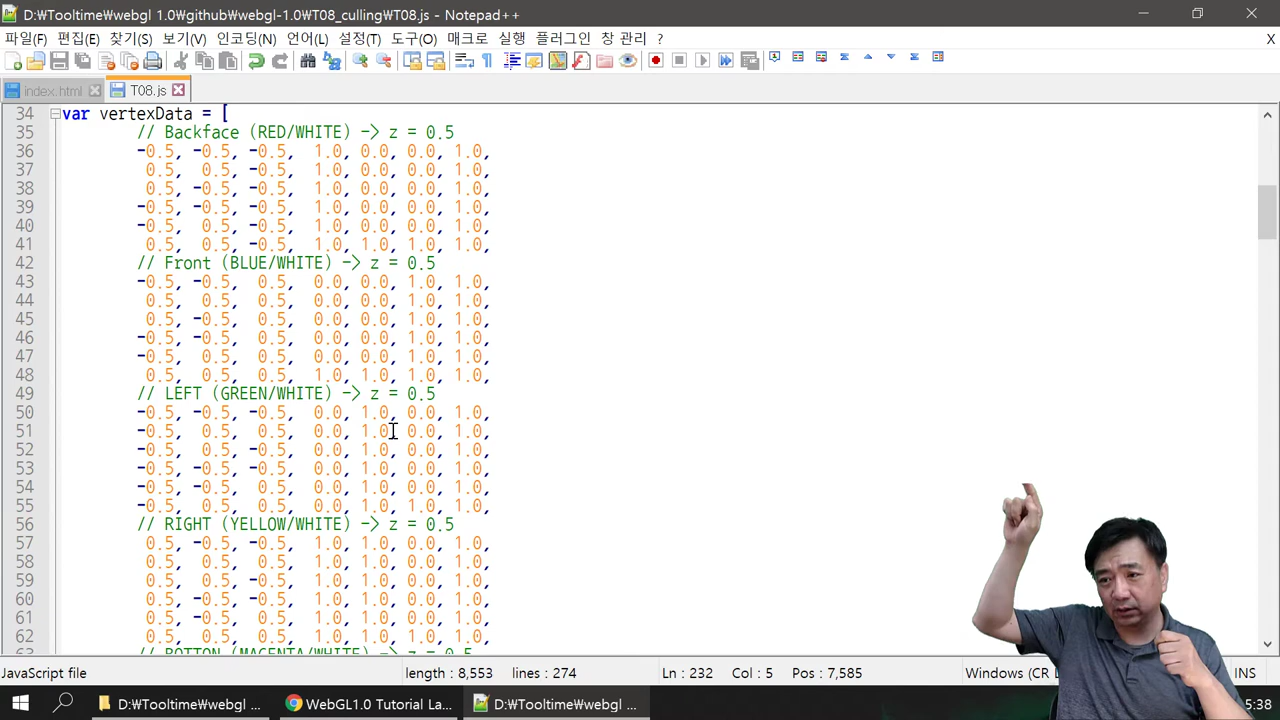 D:₩Tooltime₩webgl 1.0₩github₩webgl-1.0₩T08_culling₩T08.js - Notepad++
파일(F) 편집(E) 찾기(S) 보기(V) 인코딩(N) 언어(L) 설정(T) 도구(O) 매크로 실행 플러그인 창 관리 ? X
index.html T08.js
34 var vertexData = [
35 // Backface (RED/WHITE) -> z = 0.5
36 -0.5, -0.5, -0.5, 1.0, 0.0, 0.0, 1.0,
37 0.5, 0.5, -0.5, 1.0, 0.0, 0.0, 1.0,
38 0.5, -0.5, -0.5, 1.0, 0.0, 0.0, 1.0,
39 -0.5, -0.5, -0.5, 1.0, 0.0, 0.0, 1.0,
40 -0.5, 0.5, -0.5, 1.0, 0.0, 0.0, 1.0,
41 0.5, 0.5, -0.5, 1.0, 1.0, 1.0, 1.0,
42 // Front (BLUE/WHITE) -> z = 0.5
43 -0.5, -0.5, 0.5, 0.0, 0.0, 1.0, 1.0,
44 0.5, 0.5, 0.5, 0.0, 0.0, 1.0, 1.0,
45 0.5, -0.5, 0.5, 0.0, 0.0, 1.0, 1.0,
46 -0.5, -0.5, 0.5, 0.0, 0.0, 1.0, 1.0,
47 -0.5, 0.5, 0.5, 0.0, 0.0, 1.0, 1.0,
48 0.5, 0.5, 0.5, 1.0, 1.0, 1.0, 1.0,
49 // LEFT (GREEN/WHITE) -> z = 0.5
50 -0.5, -0.5, -0.5, 0.0, 1.0, 0.0, 1.0,
51 -0.5, 0.5, 0.5, 0.0, 1.0, 0.0, 1.0,
52 -0.5, 0.5, -0.5, 0.0, 1.0, 0.0, 1.0,
53 -0.5, -0.5, -0.5, 0.0, 1.0, 0.0, 1.0,
54 -0.5, -0.5, 0.5, 0.0, 1.0, 0.0, 1.0,
55 -0.5, 0.5, 0.5, 0.0, 1.0, 1.0, 1.0,
56 // RIGHT (YELLOW/WHITE) -> z = 0.5
57 0.5, -0.5, -0.5, 1.0, 1.0, 0.0, 1.0,
58 0.5, 0.5, 0.5, 1.0, 1.0, 0.0, 1.0,
59 0.5, 0.5, -0.5, 1.0, 1.0, 0.0, 1.0,
60 0.5, -0.5, -0.5, 1.0, 1.0, 0.0, 1.0,
61 0.5, -0.5, 0.5, 1.0, 1.0, 0.0, 1.0,
62 0.5, 0.5, 0.5, 1.0, 1.0, 1.0, 1.0,
63 // BOTTOM (MAGENTA/WHITE) -> z = 0.5
JavaScript file length : 8,553 lines : 274 Ln : 232 Col : 5 Pos : 7,585 Windows (CR INS
D:₩Tooltime₩webgl ... WebGL1.0 Tutorial La... D:₩Tooltime₩webgl ... 5:38